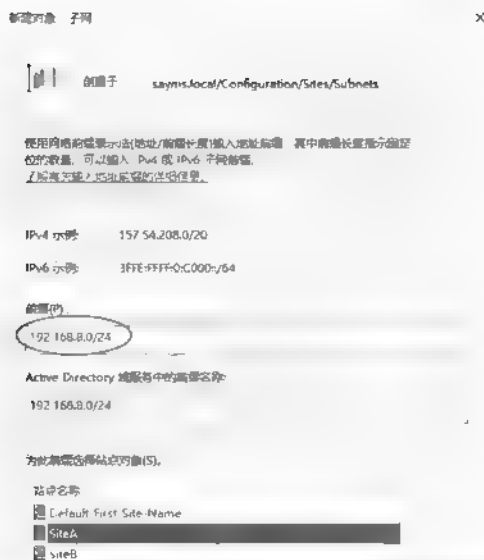 新建对象 子网
×
创建于 sayms.local/Configuration/Sites/Subnets
使用网络前缀表示法(地址/前缀长度)输入地址前缀，其中前缀长度指示固定
位的数量。可以输入 IPv4 或 IPv6 子网前缀。
了解有关输入地址前缀的详细信息。
IPv4 示例: 157.54.208.0/20
IPv6 示例: 3FFE:FFFF:0:C000::/64
前缀(P):
192.168.8.0/24
Active Directory 域服务中的前缀名称:
192.168.8.0/24
为此前缀选择站点对象(S)。
站点名称
Default-First-Site-Name
SiteA
SiteB